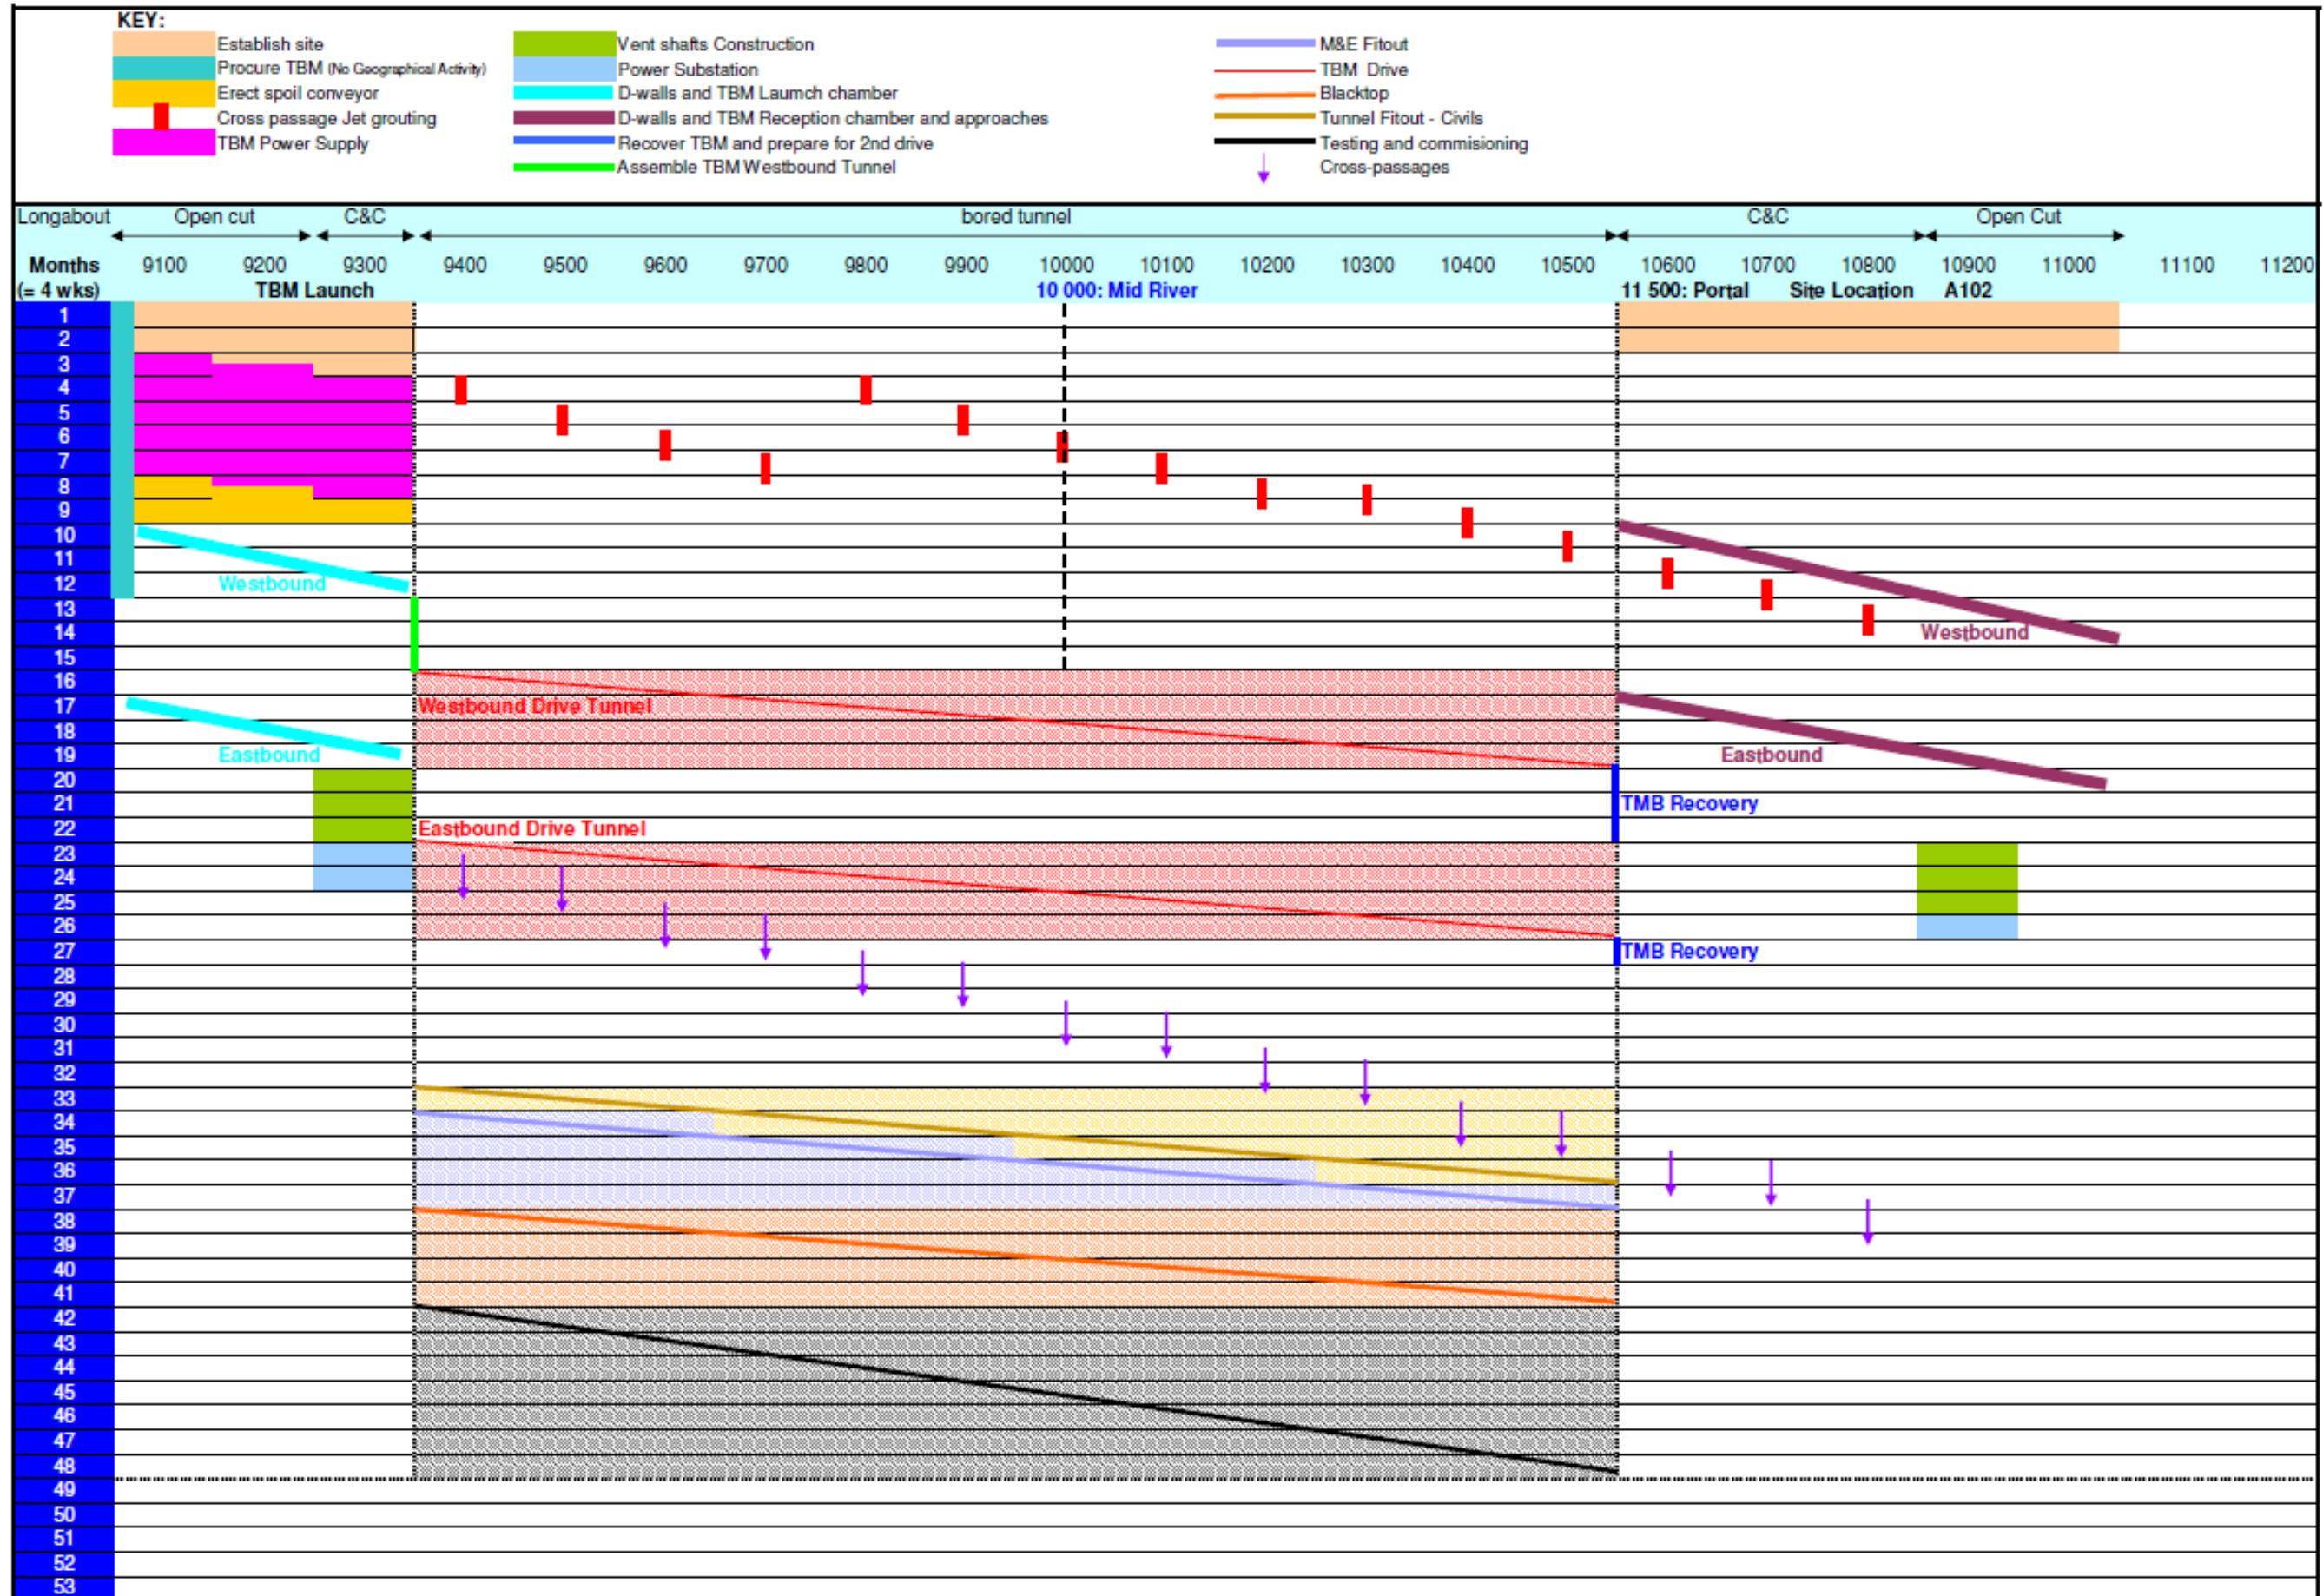 KEY:
Establish site
Procure TBM (No Geographical Activity)
Erect spoil conveyor
Cross passage Jet grouting
TBM Power Supply
Vent shafts Construction
Power Substation
D-walls and TBM Laumch chamber
D-walls and TBM Reception chamber and approaches
Recover TBM and prepare for 2nd drive
Assemble TBM Westbound Tunnel
M&E Fitout
TBM Drive
Blacktop
Tunnel Fitout - Civils
Testing and commisioning
Cross-passages
Longabout Open cut C&C bored tunnel C&C Open Cut
Months 9100 9200 9300 9400 9500 9600 9700 9800 9900 10000 10100 10200 10300 10400 10500 10600 10700 10800 10900 11000 11100 11200
(= 4 wks) TBM Launch 10 000: Mid River 11 500: Portal Site Location A102
1
2
3
4
5
6
7
8
9
10
11
12 Westbound
13
14 Westbound
15
16
17 Westbound Drive Tunnel
18
19 Eastbound Eastbound
20
21 TMB Recovery
22 Eastbound Drive Tunnel
23
24
25
26
27 TMB Recovery
28
29
30
31
32
33
34
35
36
37
38
39
40
41
42
43
44
45
46
47
48
49
50
51
52
53